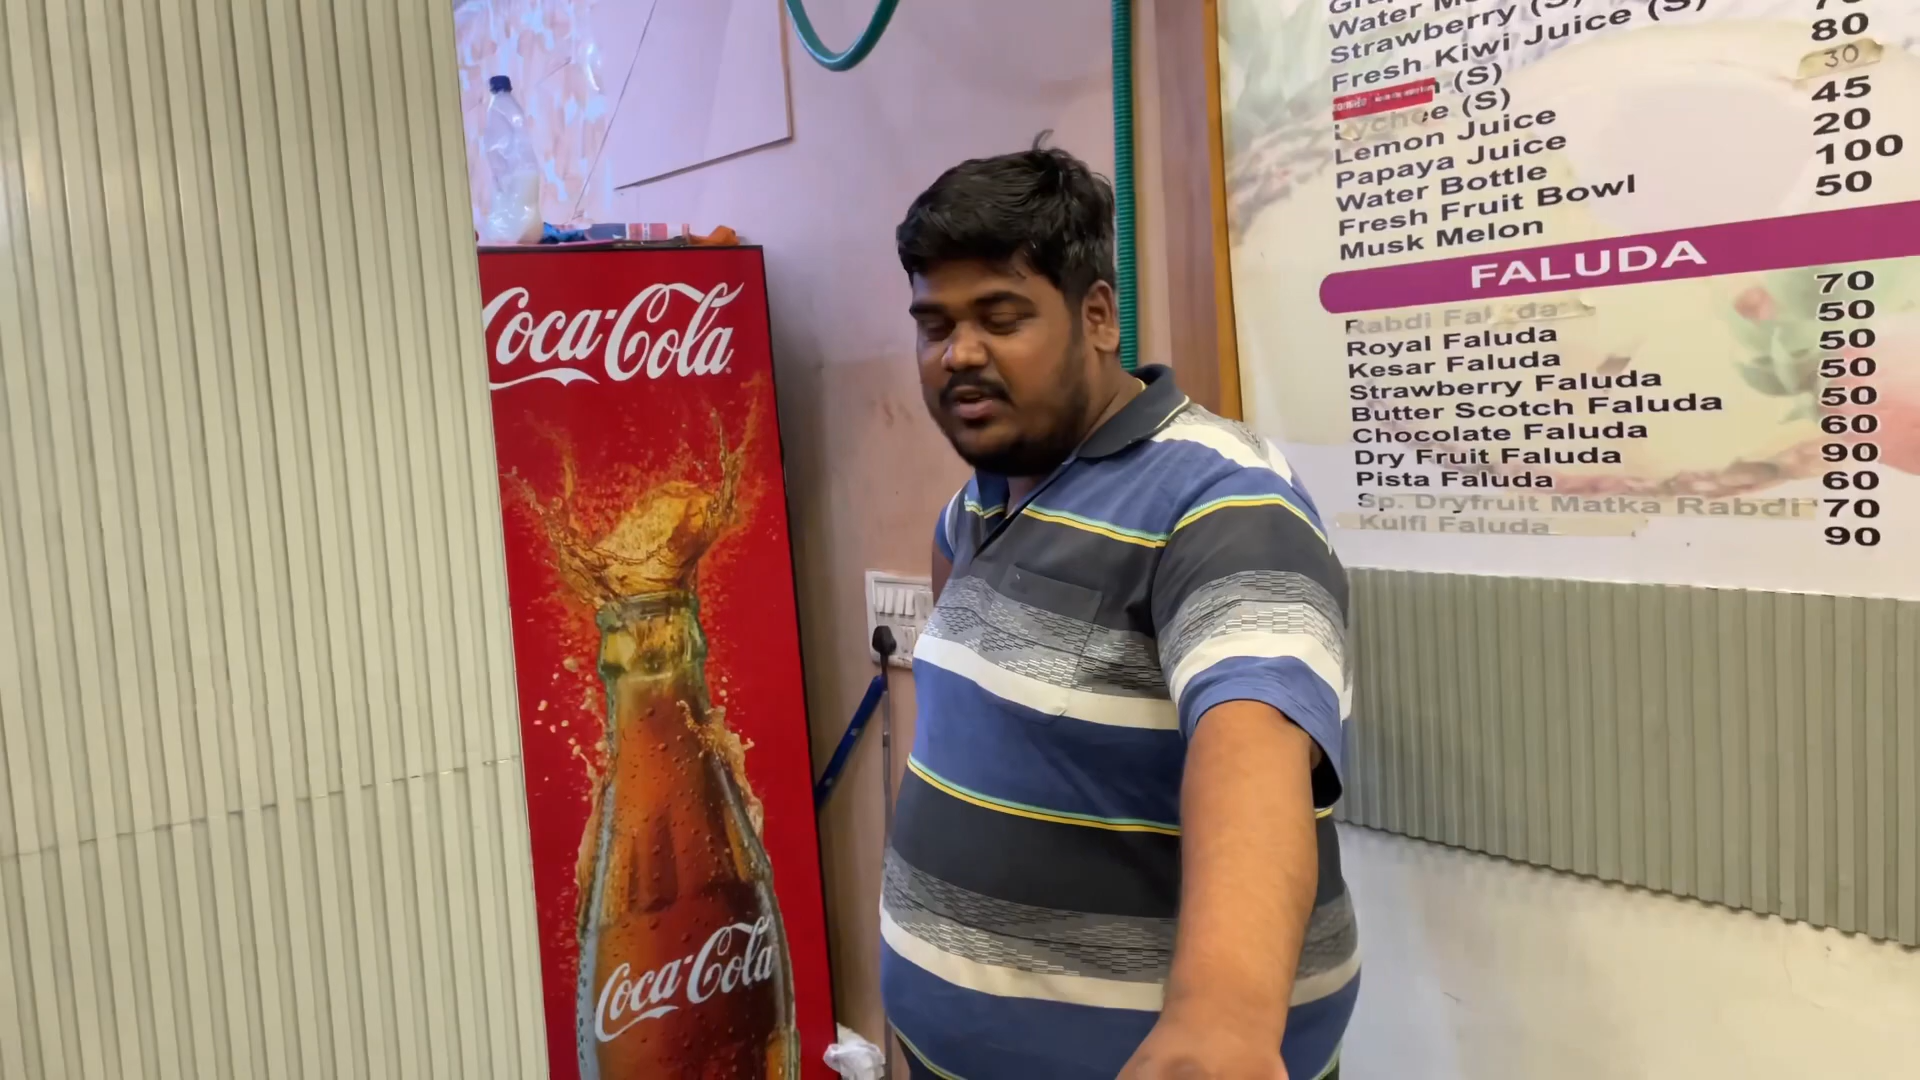 Coca-Cola
Coca-Cola
Water
Strawberry (S)
Fresh Kiwi Juice (S)
(S)
Lychee (S)
Lemon Juice
Papaya Juice
Water Bottle
Fresh Fruit Bowl
Musk Melon
80
30
45
20
100
50
FALUDA
Rabdi Faluda
Royal Faluda
Kesar Faluda
Strawberry Faluda
Butter Scotch Faluda
Chocolate Faluda
Dry Fruit Faluda
Pista Faluda
Sp. Dryfruit Matka Rabdi
Kulfi Faluda
70
50
50
50
50
60
90
60
70
90